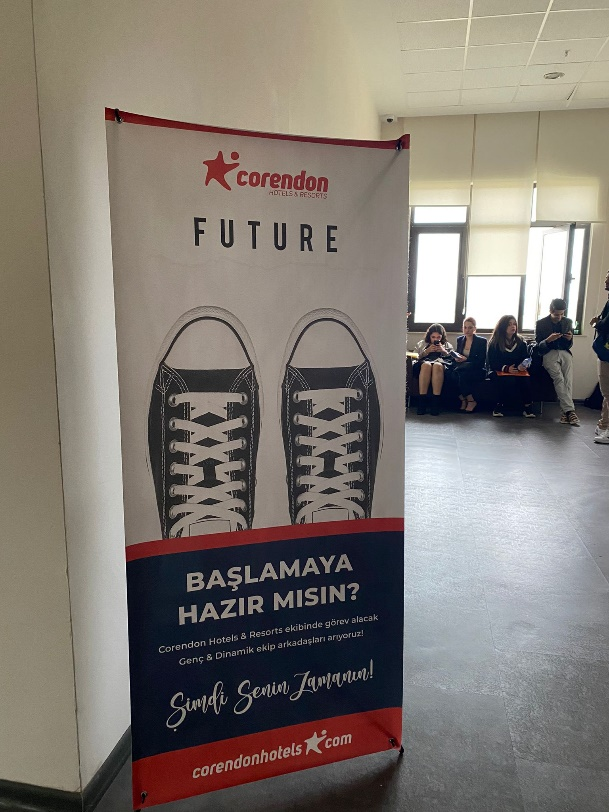 corendon
HOTELS & RESORTS
FUTURE
BAŞLAMAYA
HAZIR MISIN?
Corendon Hotels & Resorts ekibinde görev alacak
Genç & Dinamik ekip arkadaşları arıyoruz!
Şimdi Senin Zamanın!
corendonhotels.com